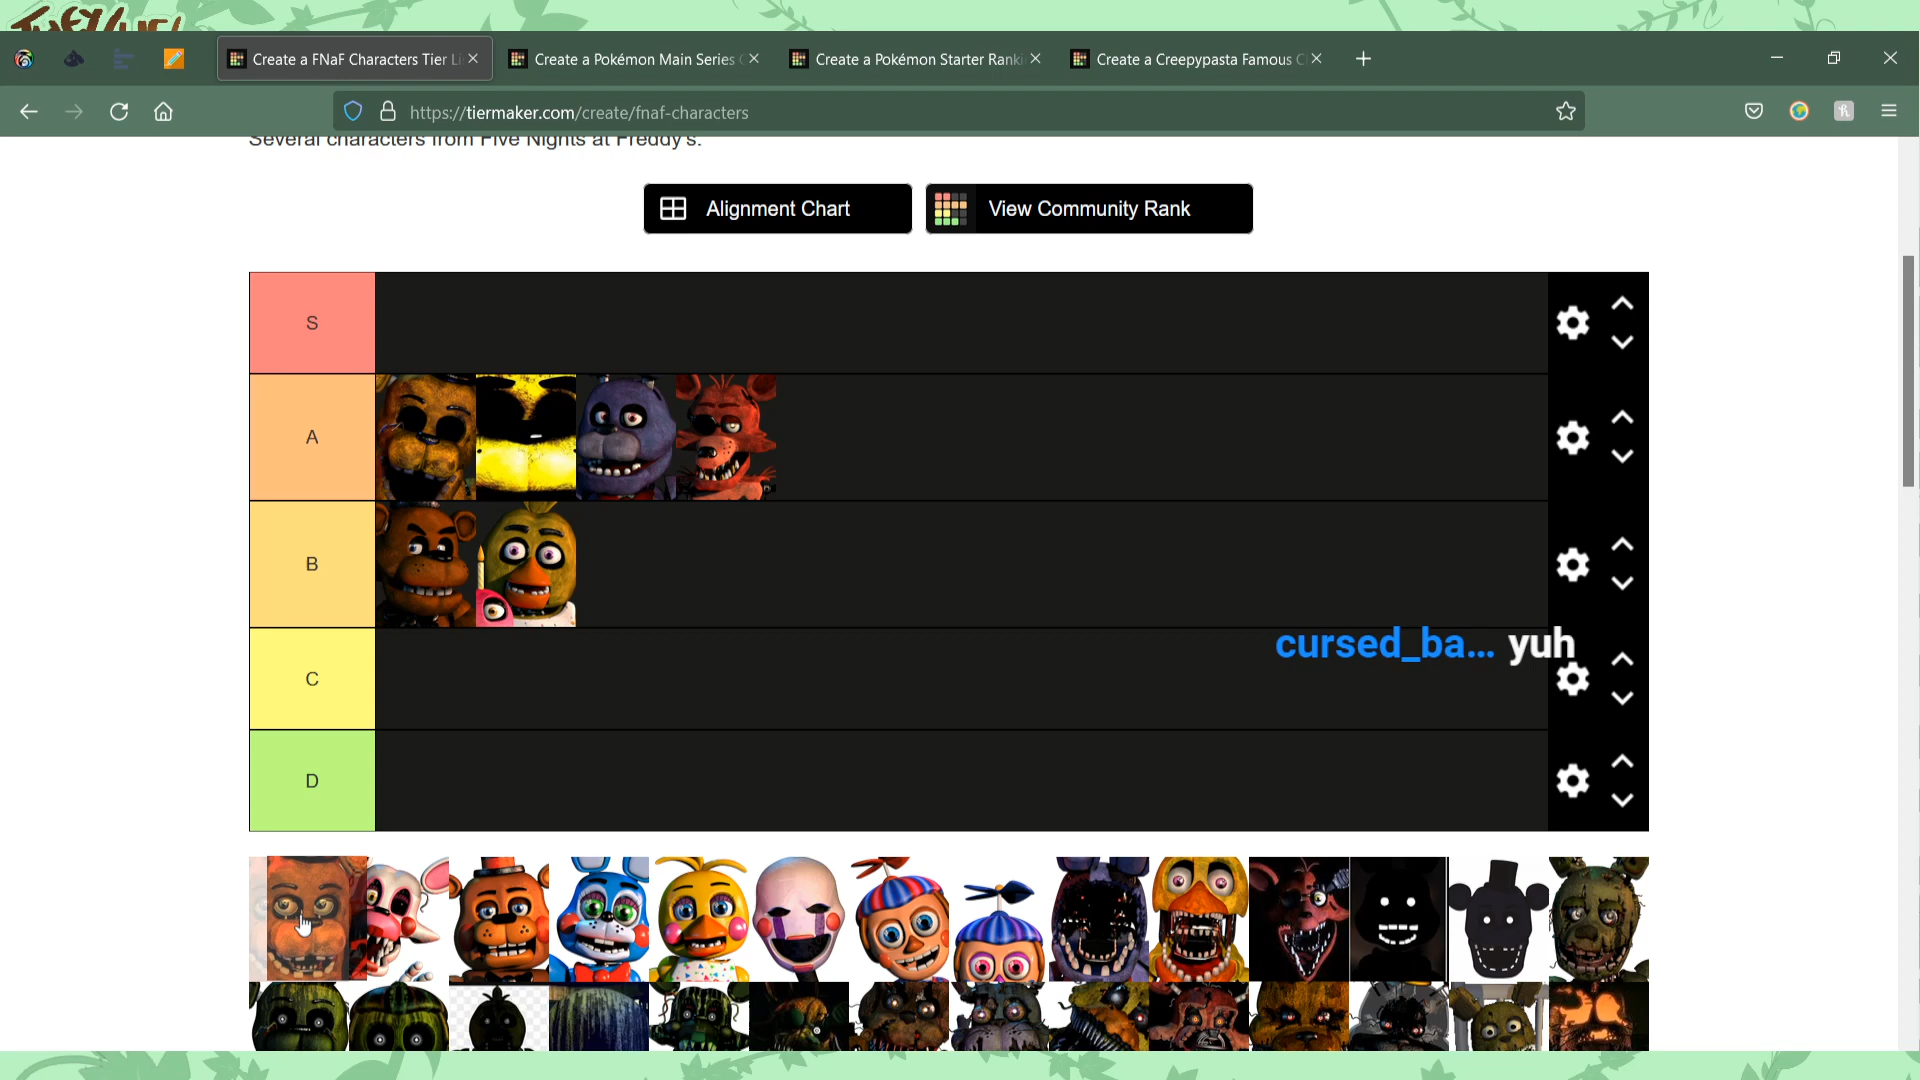 Create a FNaF Characters Tier Li
Create a Pokémon Main Series
Create a Pokémon Starter Ranki
Create a Creepypasta Famous C
https://tiermaker.com/create/fnaf-characters
Several characters from Five Nights at Freddy's.
Alignment Chart
View Community Rank
S
A
B
cursed_ba... yuh
C
D